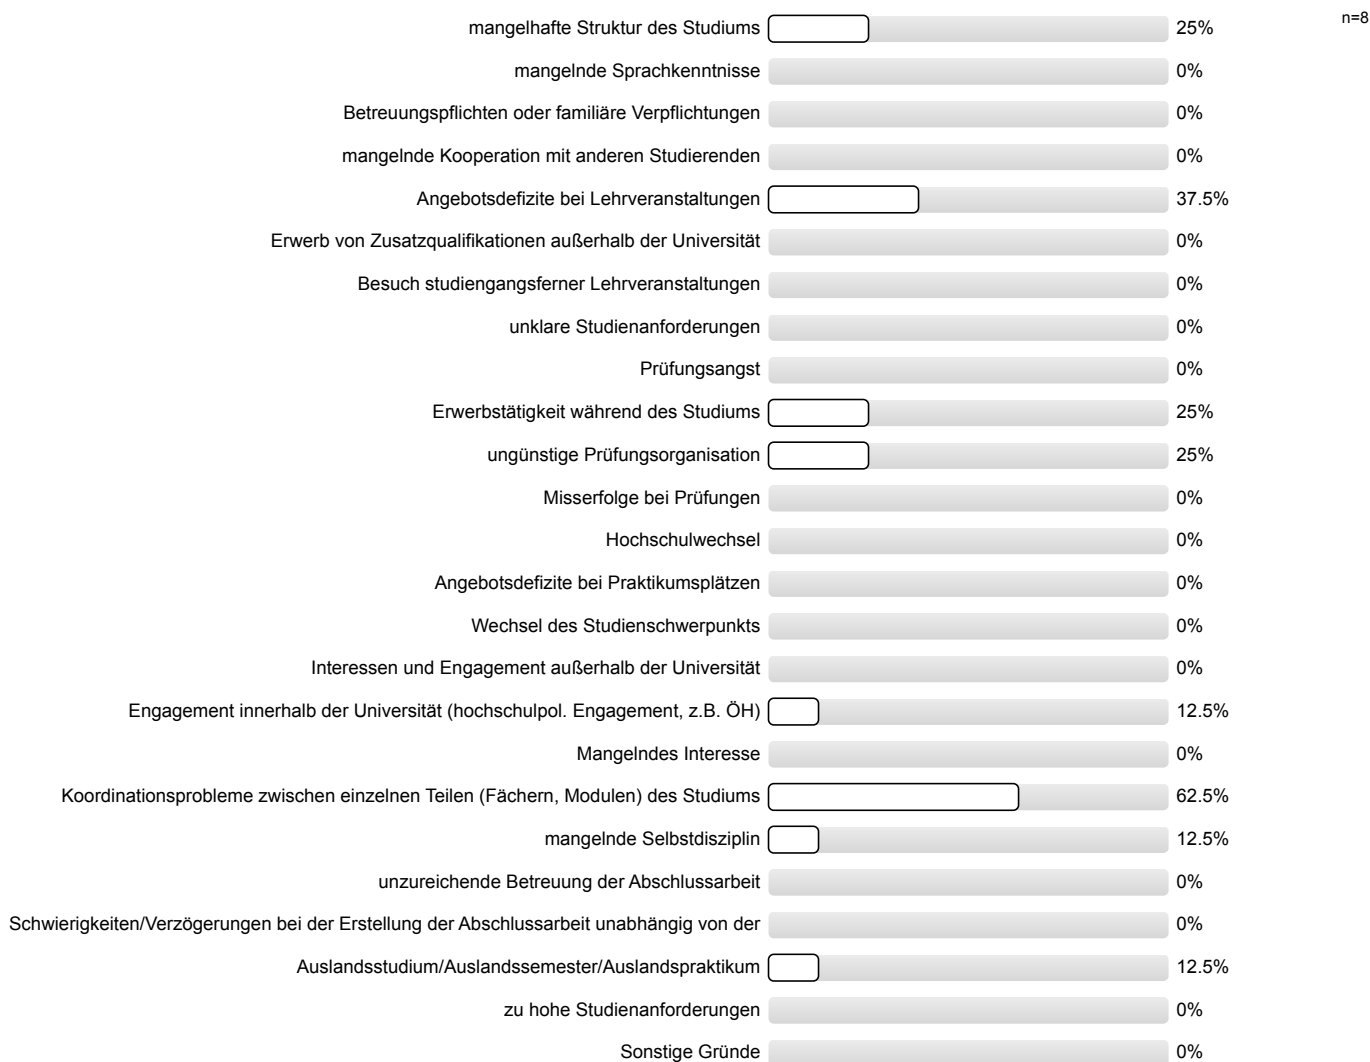 mangelhafte Struktur des Studiums 25% n=8
mangelnde Sprachkenntnisse 0%
Betreuungspflichten oder familiäre Verpflichtungen 0%
mangelnde Kooperation mit anderen Studierenden 0%
Angebotsdefizite bei Lehrveranstaltungen 37.5%
Erwerb von Zusatzqualifikationen außerhalb der Universität 0%
Besuch studiengangsferner Lehrveranstaltungen 0%
unklare Studienanforderungen 0%
Prüfungsangst 0%
Erwerbstätigkeit während des Studiums 25%
ungünstige Prüfungsorganisation 25%
Misserfolge bei Prüfungen 0%
Hochschulwechsel 0%
Angebotsdefizite bei Praktikumsplätzen 0%
Wechsel des Studienschwerpunkts 0%
Interessen und Engagement außerhalb der Universität 0%
Engagement innerhalb der Universität (hochschulpol. Engagement, z.B. ÖH) 12.5%
Mangelndes Interesse 0%
Koordinationsprobleme zwischen einzelnen Teilen (Fächern, Modulen) des Studiums 62.5%
mangelnde Selbstdisziplin 12.5%
unzureichende Betreuung der Abschlussarbeit 0%
Schwierigkeiten/Verzögerungen bei der Erstellung der Abschlussarbeit unabhängig von der 0%
Auslandsstudium/Auslandssemester/Auslandspraktikum 12.5%
zu hohe Studienanforderungen 0%
Sonstige Gründe 0%